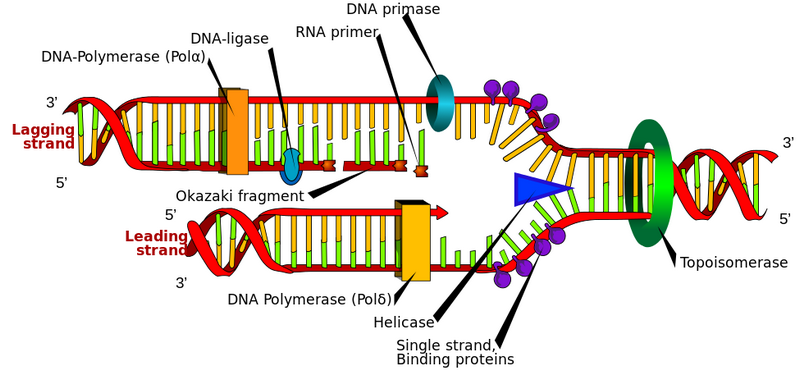 DNA primase
RNA primer
DNA-ligase
DNA-Polymerase (Polα)
3’
Lagging
strand
5’
Okazaki fragment
5’
Leading
strand
3’
DNA Polymerase (Polδ)
Helicase
Single strand,
Binding proteins
Topoisomerase
3’
5’